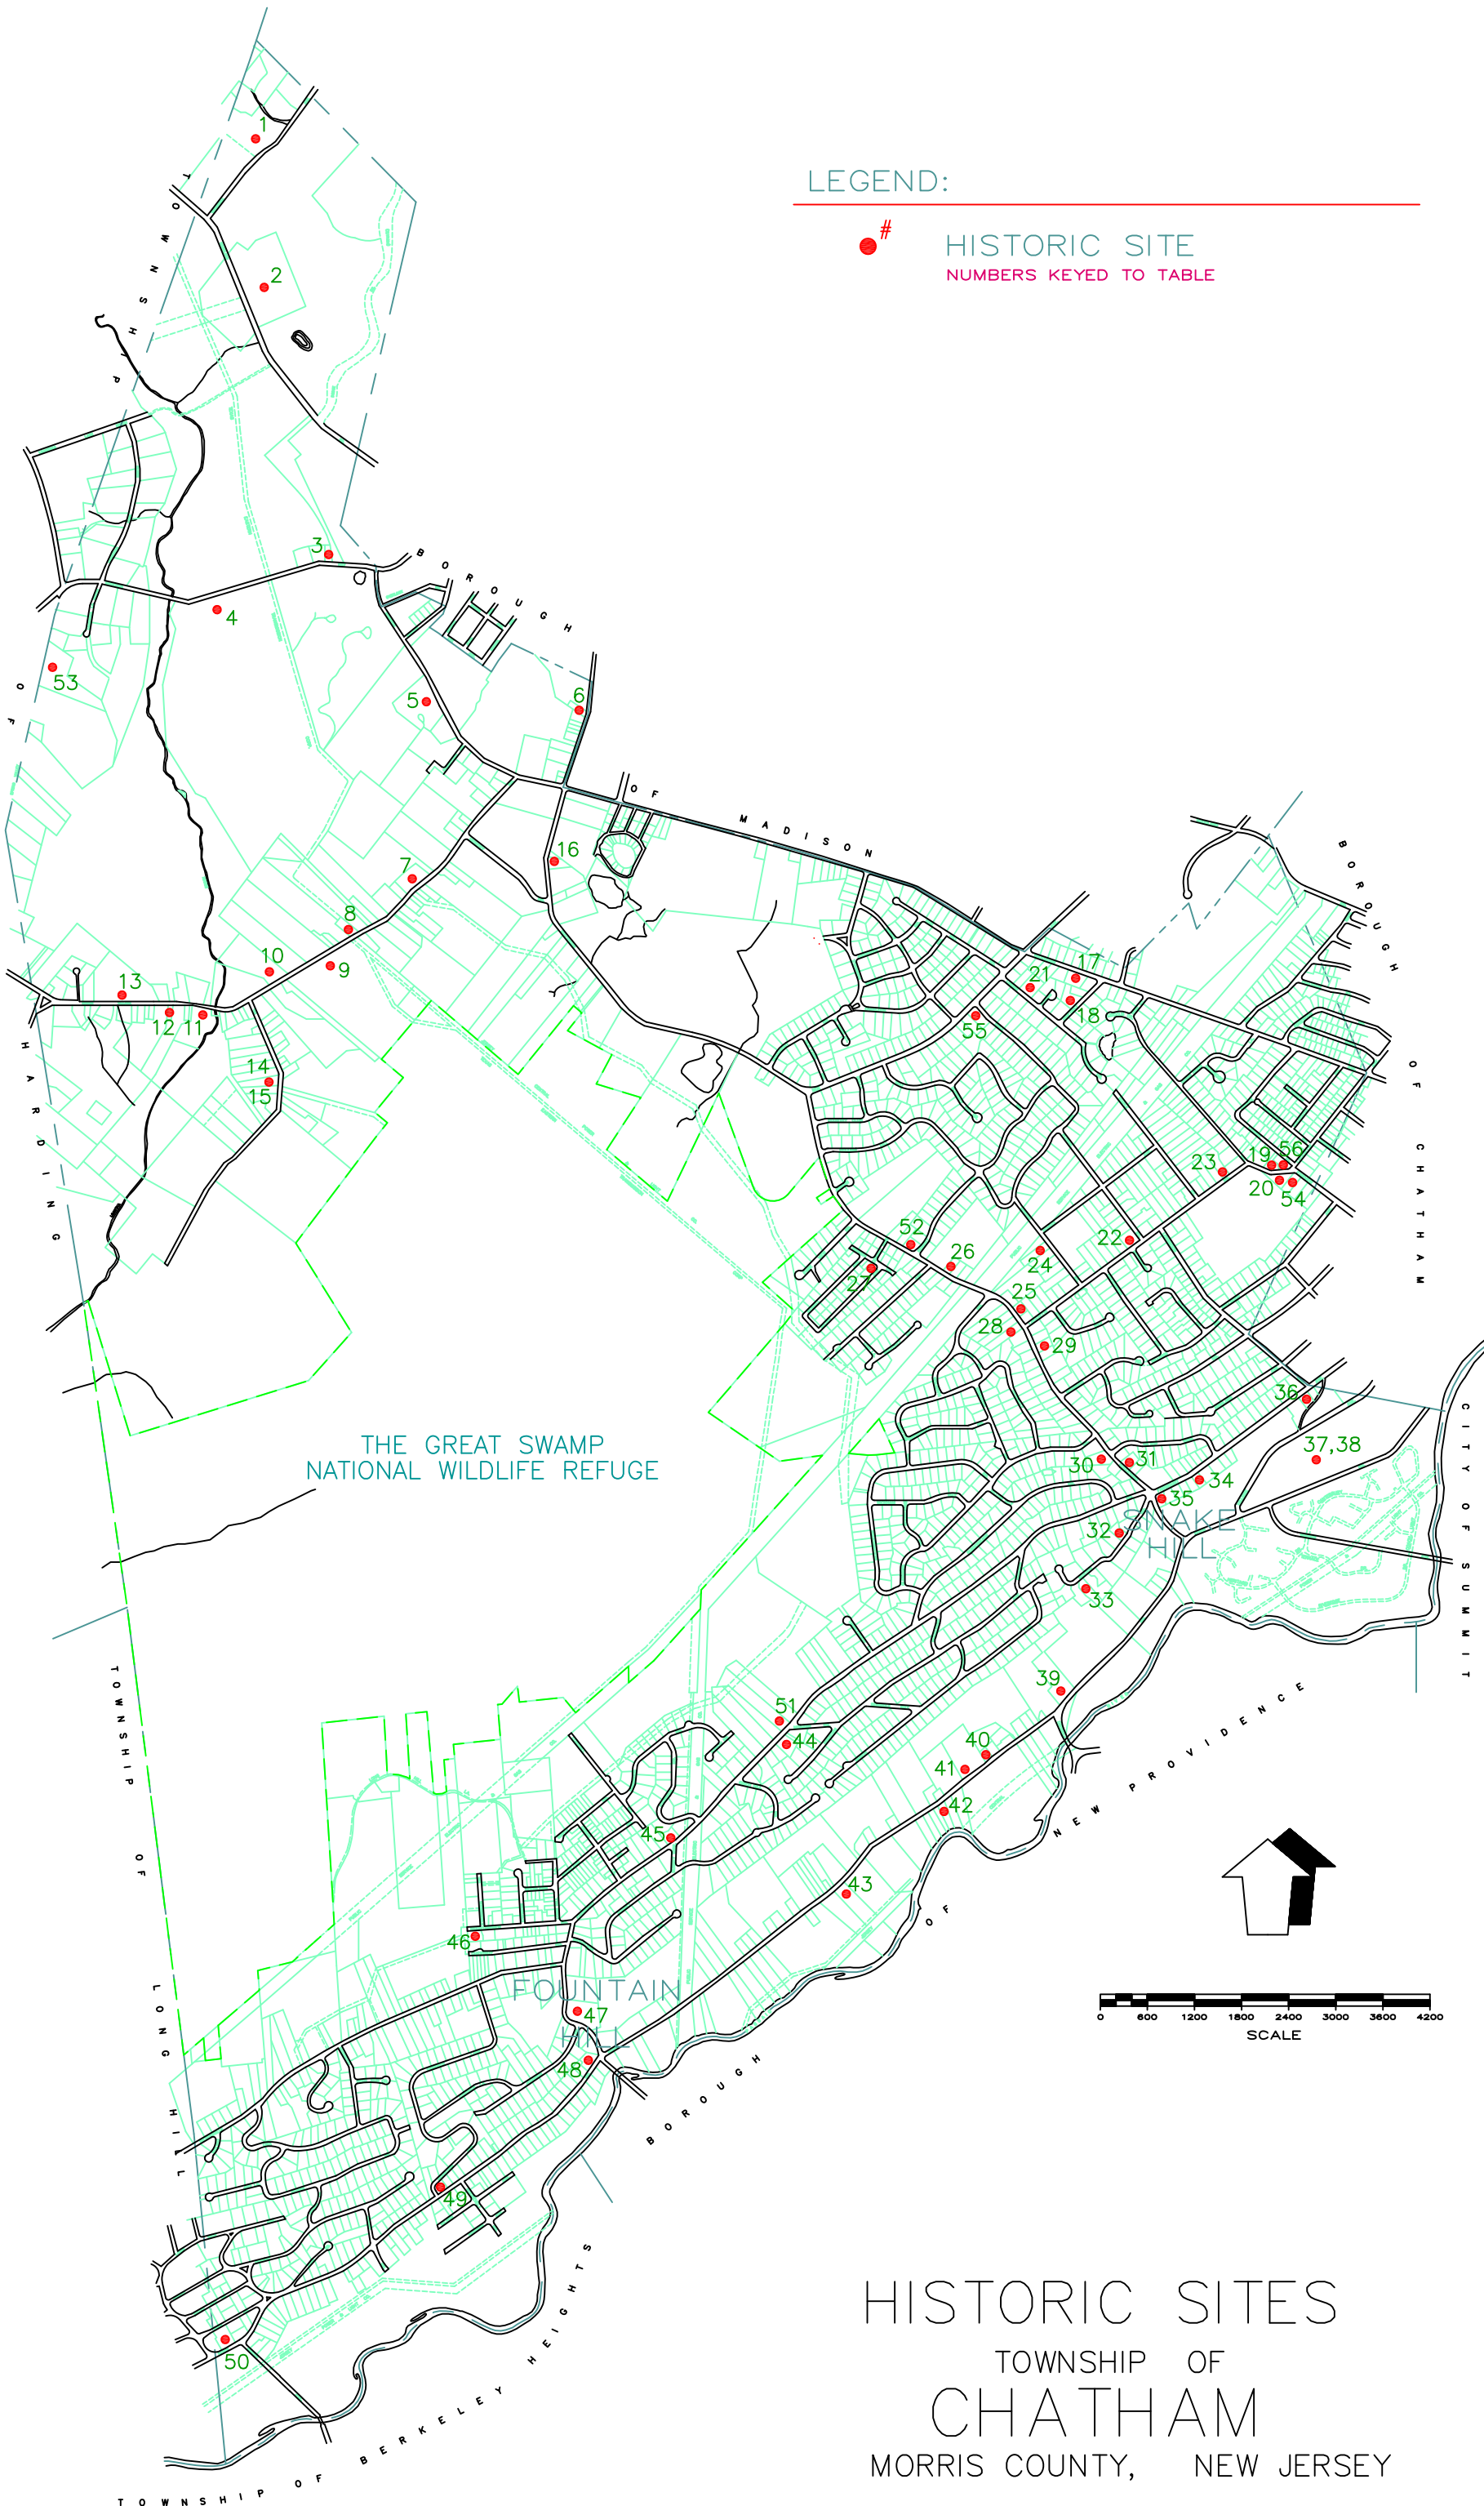 LEGEND:
#
HISTORIC SITE
NUMBERS KEYED TO TABLE
1
2
3
4
53
5
6
7
8
9
10
13
12
11
14
15
16
17
18
21
55
19
56
20
54
23
22
24
52
26
27
25
28
29
36
37,38
30
31
34
35
32
33
39
40
41
42
43
51
44
45
46
47
48
49
50
TOWNSHIP OF HARDING
BOROUGH OF MADISON
BOROUGH OF CHATHAM
CITY OF SUMMIT
THE GREAT SWAMP
NATIONAL WILDLIFE REFUGE
SNAKE
HILL
FOUNTAIN
HILL
TOWNSHIP OF LONG HILL
BOROUGH OF NEW PROVIDENCE
TOWNSHIP OF BERKELEY HEIGHTS
0 600 1200 1800 2400 3000 3600 4200
SCALE
HISTORIC SITES
TOWNSHIP OF
CHATHAM
MORRIS COUNTY, NEW JERSEY